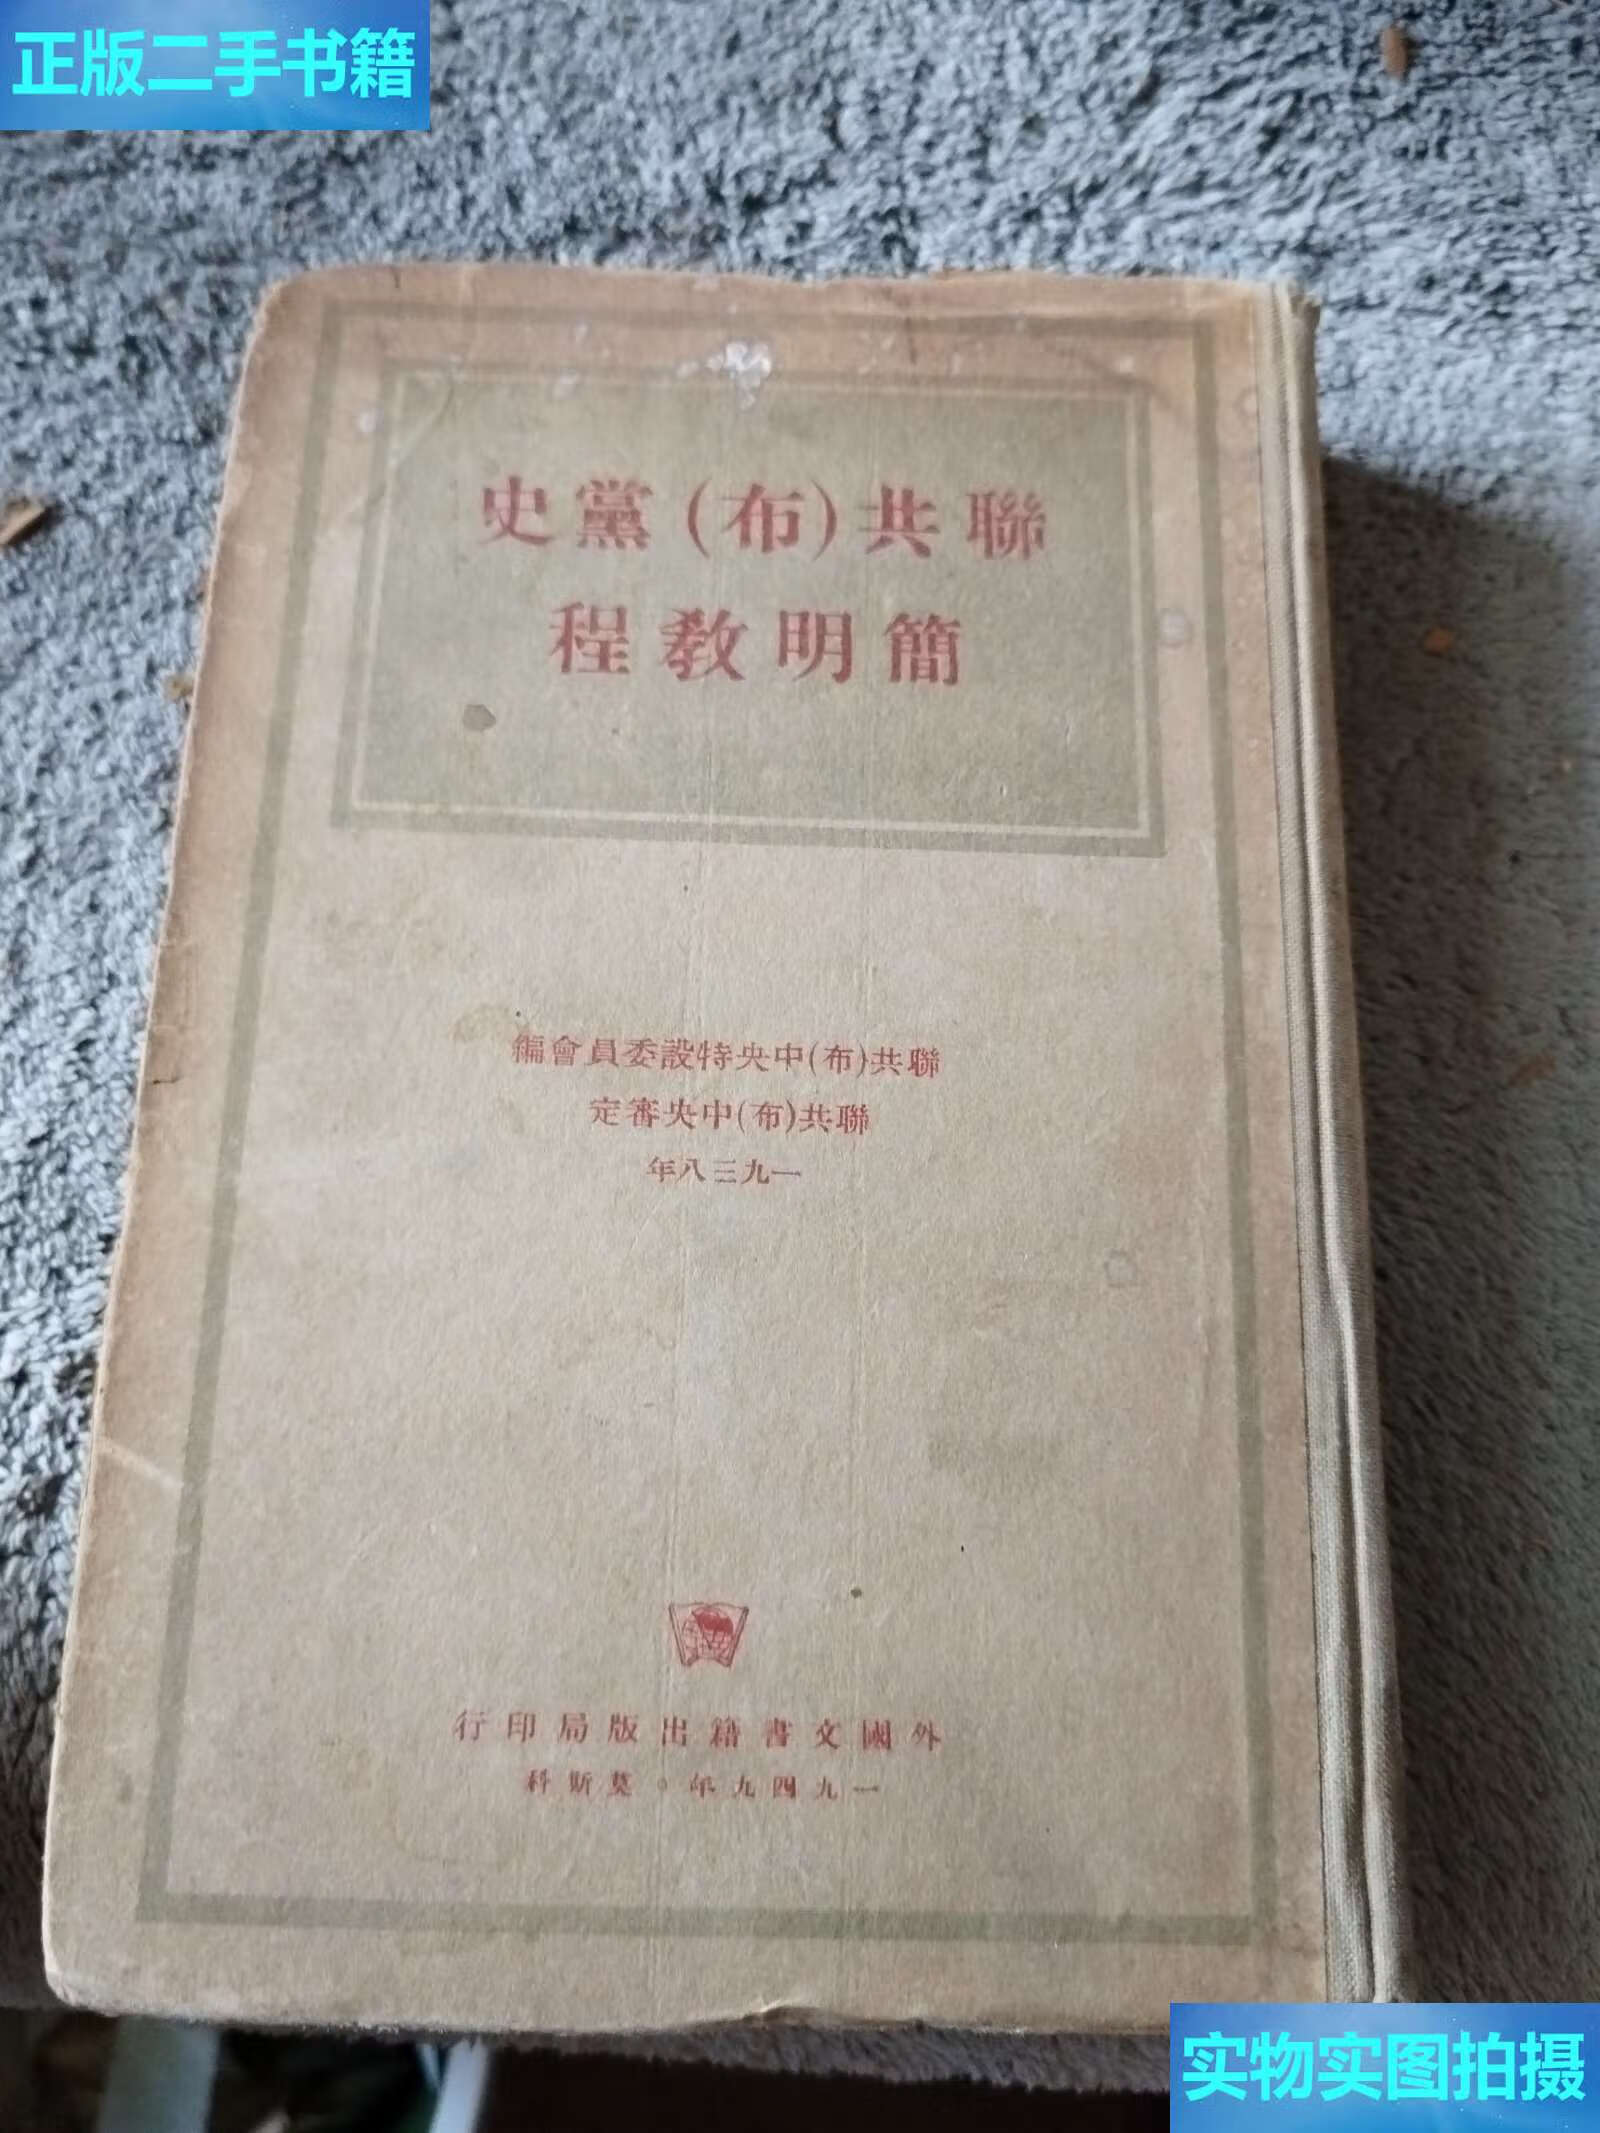 正版二手书籍
聯共(布)黨史
簡明教程
聯共(布)中央特設委員會編
聯共(布)中央審定
一九三八年
外國文書籍出版局印行
一九四九年。莫斯科
实物实图拍摄